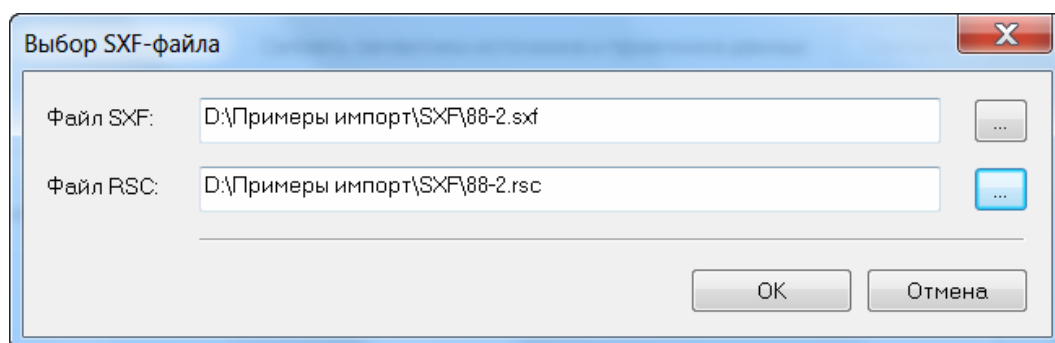 Выбор SXF-файла
Файл SXF: D:\Примеры импорт\SXF\88-2.sxf ...
Файл RSC: D:\Примеры импорт\SXF\88-2.rsc ...
OK Отмена